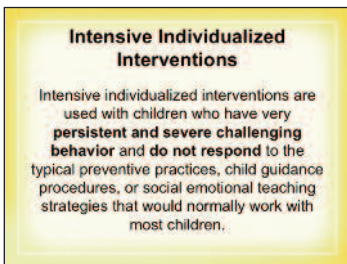 Intensive Individualized
Interventions
Intensive individualized interventions are
used with children who have very
persistent and severe challenging
behavior and do not respond to the
typical preventive practices, child guidance
procedures, or social emotional teaching
strategies that would normally work with
most children.